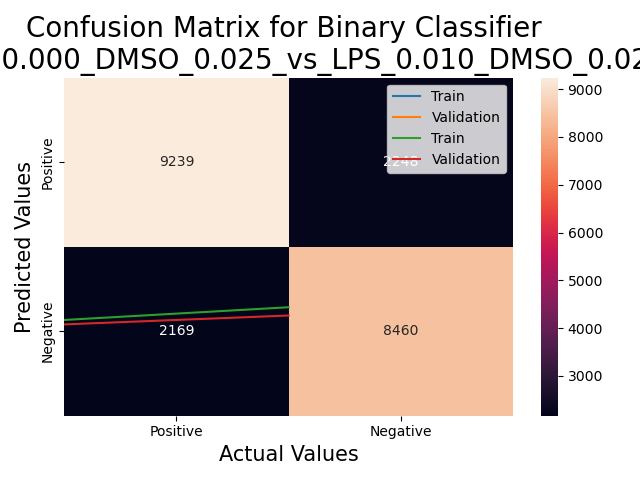 Confusion Matrix for Binary Classifier
0.000_DMSO_0.025_vs_LPS_0.010_DMSO_0.02
Train
Validation
Train
Validation
9000
8000
7000
6000
5000
4000
3000
Predicted Values
Positive
Negative
9239
2248
2169
8460
Positive
Negative
Actual Values